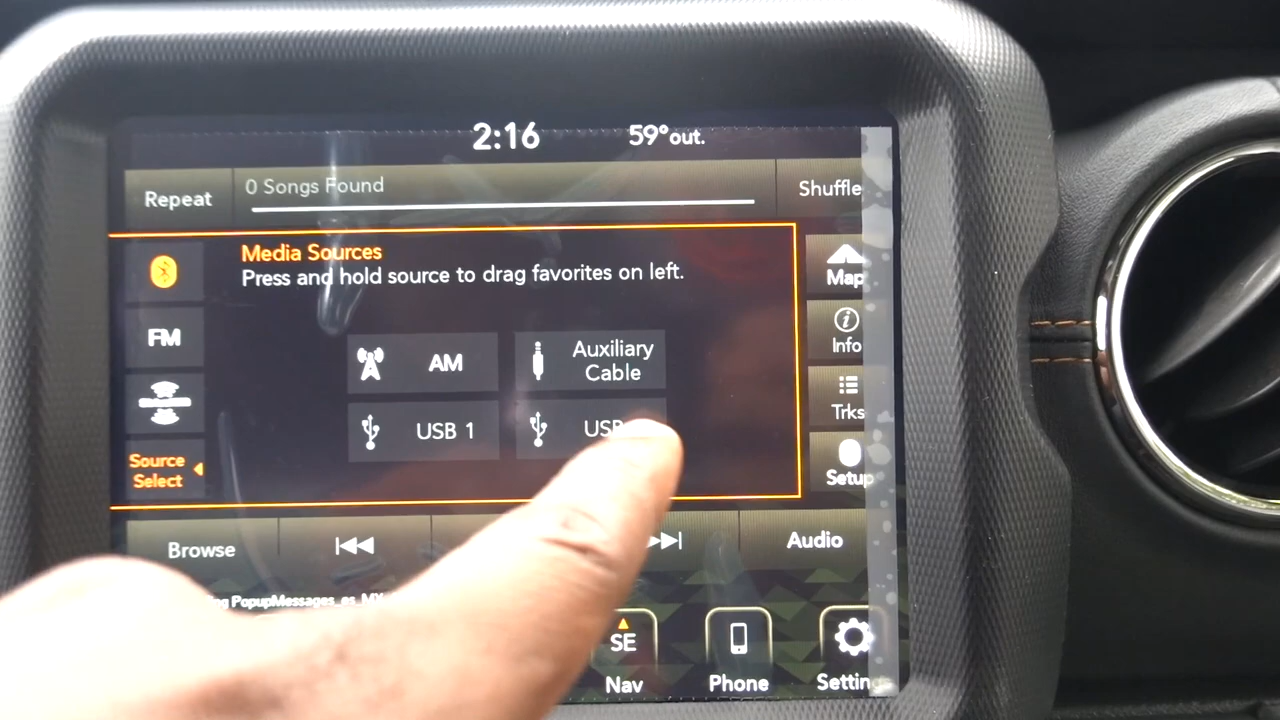 2:16
59° out.
Repeat
0 Songs Found
Shuffle
Media Sources
Press and hold source to drag favorites on left.
Map
FM
AM
Auxiliary
Cable
Info
USB 1
Trks
Source
Select
Setup
Browse
Audio
PopupMessages_es_MX
SE
Nav
Phone